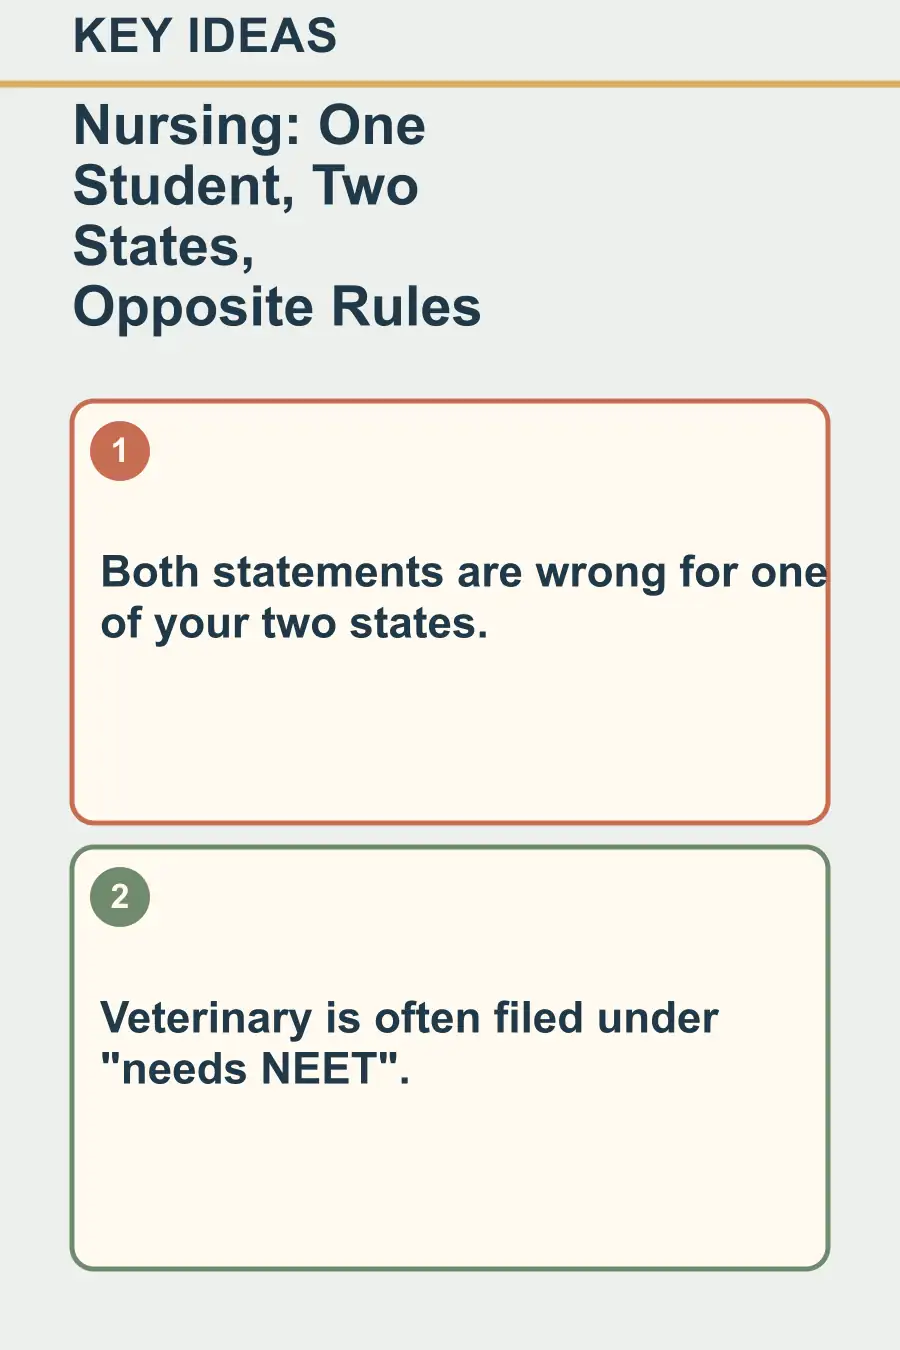 KEY IDEAS
Nursing: One
Student, Two
States,
Opposite Rules
1
Both statements are wrong for one
of your two states.
2
Veterinary is often filed under
"needs NEET".